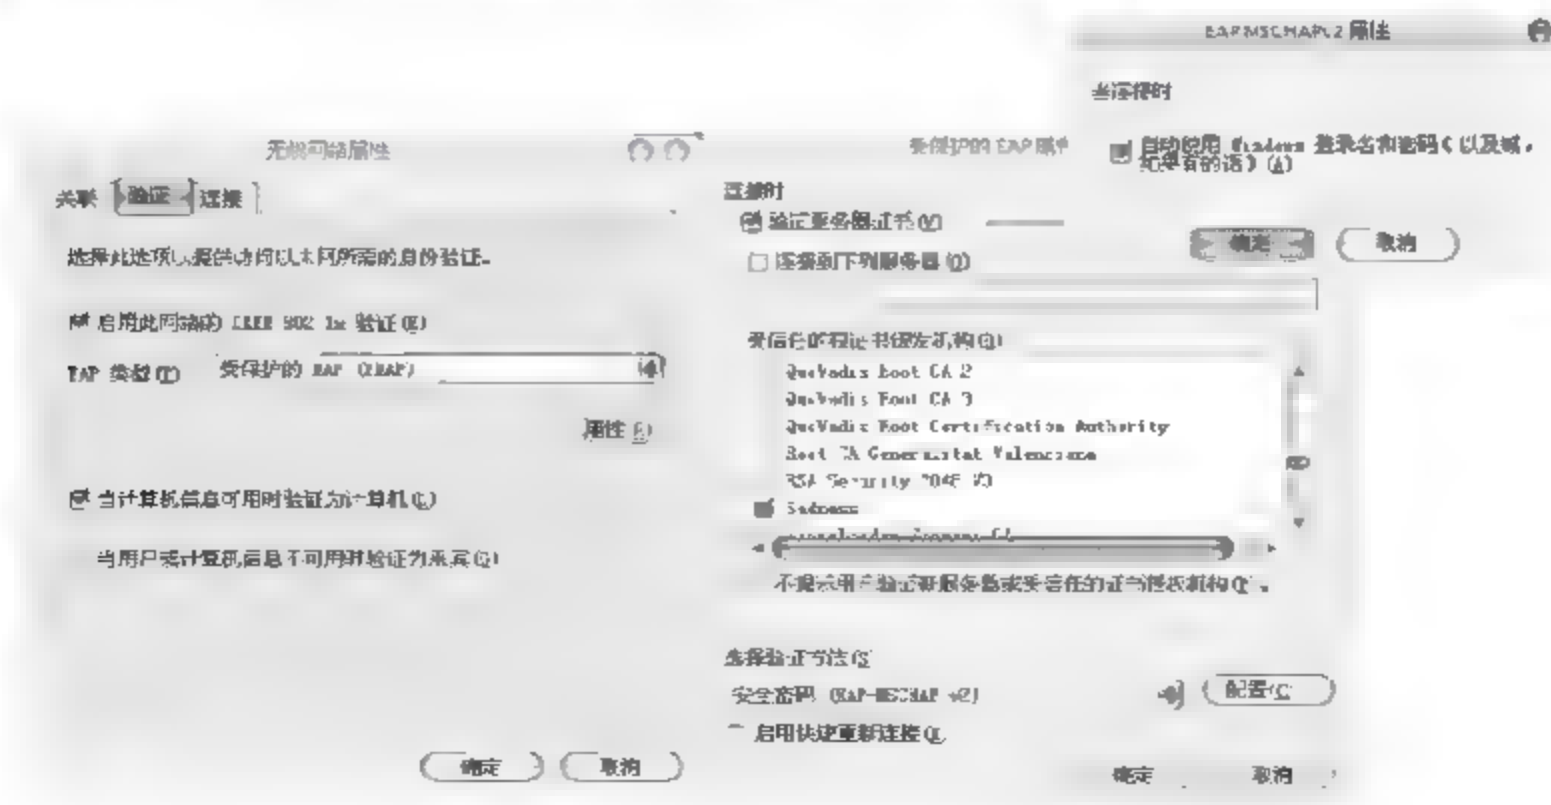 无线网络属性
关联 验证 连接
选择此选项以提供访问以太网所需的身份验证。
启用此网络的 IEEE 802.1x 验证(E)
EAP 类型(T) 受保护的 EAP (PEAP)
属性(R)
当计算机信息可用时验证为计算机(C)
当用户或计算机信息不可用时验证为来宾(G)
确定 取消
受保护的 EAP 属性
连接时
验证服务器证书(V)
连接到下列服务器(O)
受信任的根证书颁发机构(R)
QuoVadis Root CA 2
QuoVadis Root CA 3
QuoVadis Root Certification Authority
Root CA Generalitat Valenciana
RSA Security 2048 V3
不提示用户验证新服务器或受信任的证书授权机构(P)。
选择验证方法(S)
安全密码 (EAP-MSCHAP v2) 配置(C)
启用快速重新连接(F)
确定 取消
EAP MSCHAPv2 属性
当连接时
自动使用 Windows 登录名和密码(以及域,
如果有的话)(A)
确定 取消